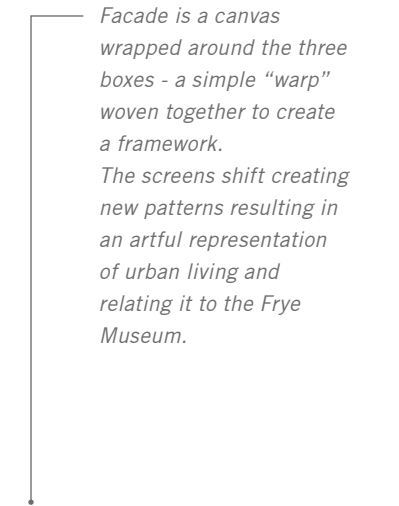 Facade is a canvas
wrapped around the three
boxes - a simple “warp”
woven together to create
a framework.
The screens shift creating
new patterns resulting in
an artful representation
of urban living and
relating it to the Frye
Museum.